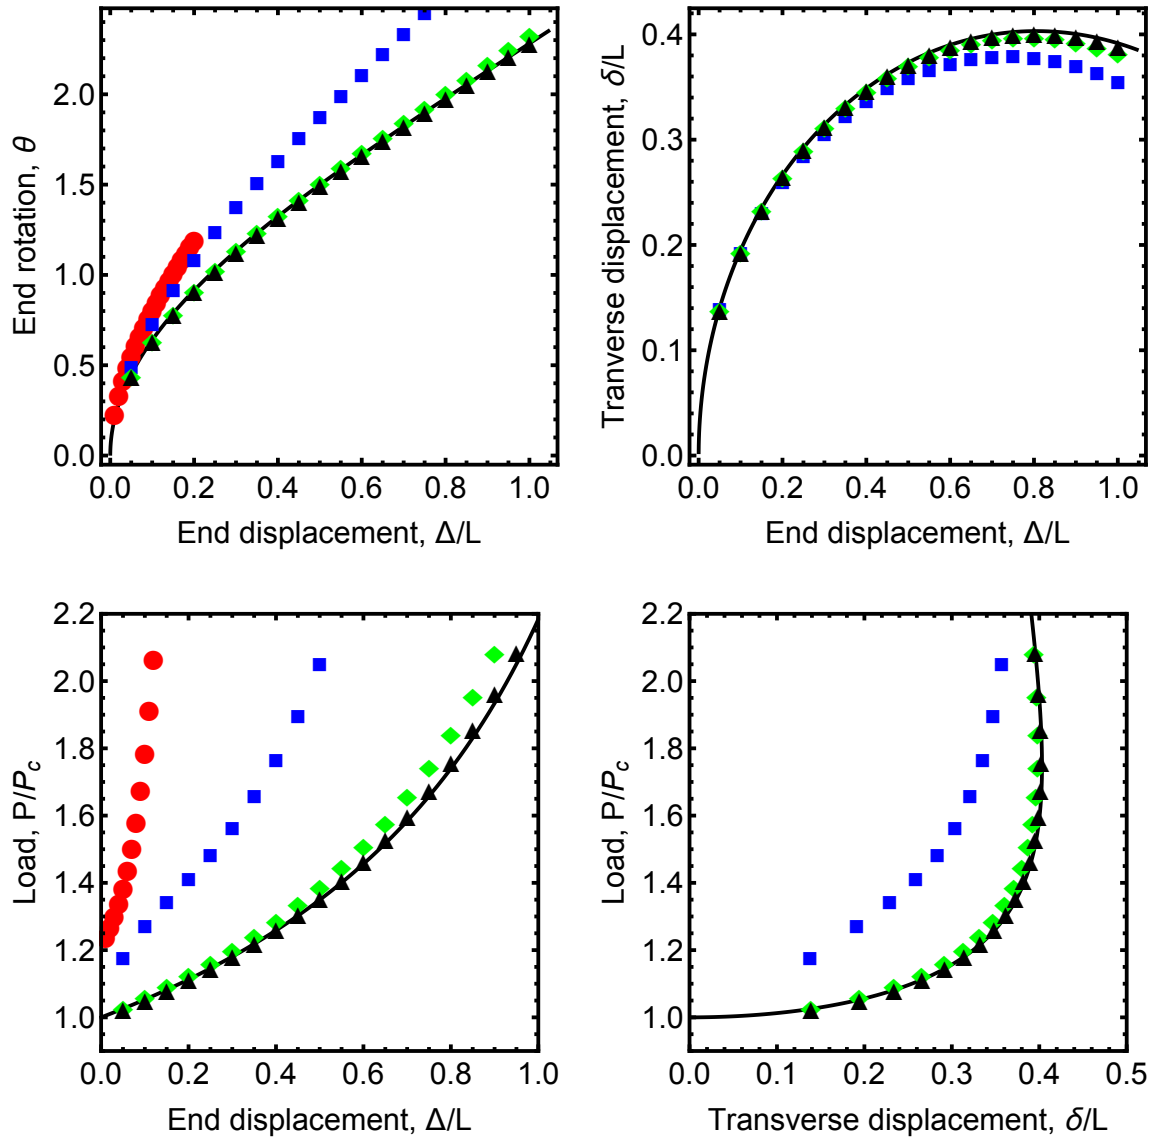 End rotation, θ
2.0
1.5
1.0
0.5
0.0
0.0 0.2 0.4 0.6 0.8 1.0
End displacement, Δ/L
Tranverse displacement, δ/L
0.4
0.3
0.2
0.1
0.0
0.0 0.2 0.4 0.6 0.8 1.0
End displacement, Δ/L
Load, P/P_c
2.2
2.0
1.8
1.6
1.4
1.2
1.0
0.0 0.2 0.4 0.6 0.8 1.0
End displacement, Δ/L
Load, P/P_c
2.2
2.0
1.8
1.6
1.4
1.2
1.0
0.0 0.1 0.2 0.3 0.4 0.5
Transverse displacement, δ/L